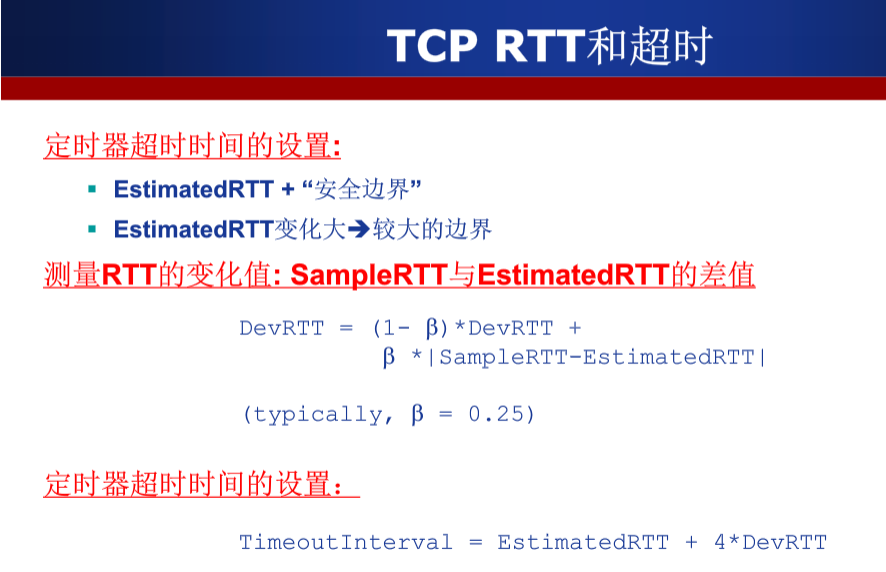 TCP RTT和超时
定时器超时时间的设置:
▪ EstimatedRTT + “安全边界”
▪ EstimatedRTT变化大➔较大的边界
测量RTT的变化值: SampleRTT与EstimatedRTT的差值
DevRTT = (1- β)*DevRTT +
β *|SampleRTT-EstimatedRTT|
(typically, β = 0.25)
定时器超时时间的设置：
TimeoutInterval = EstimatedRTT + 4*DevRTT